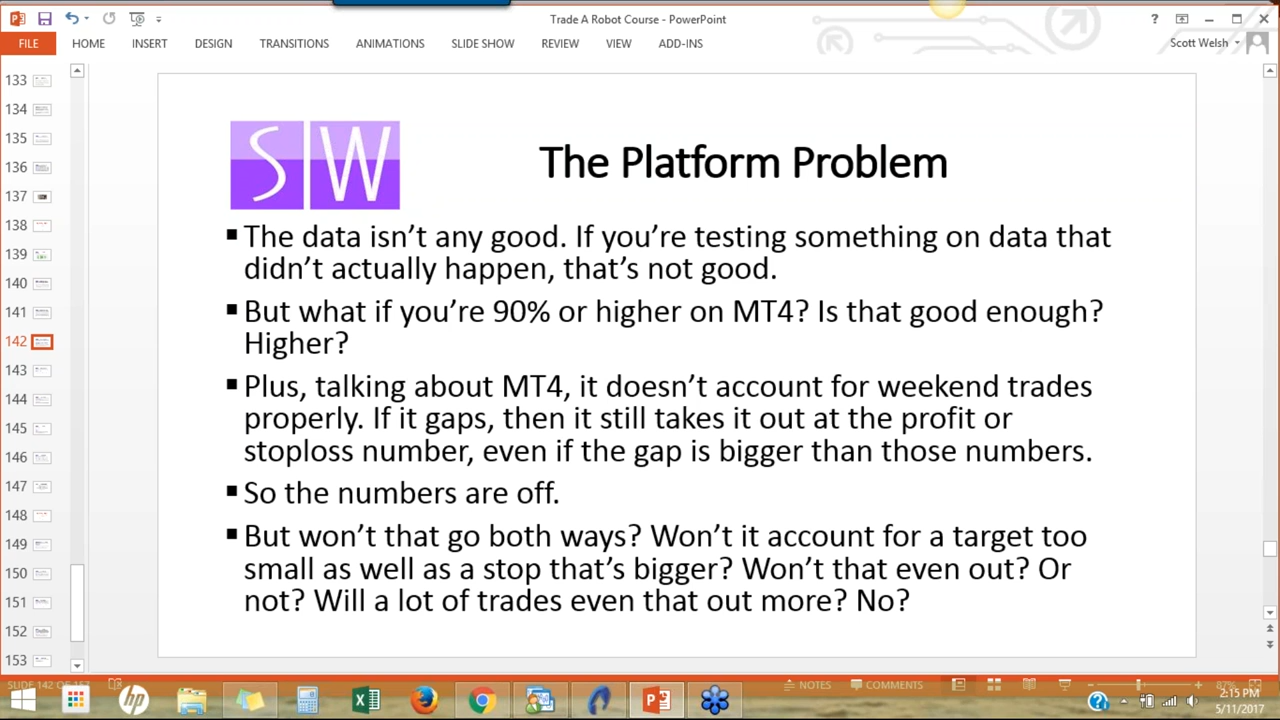 Trade A Robot Course - PowerPoint
FILE HOME INSERT DESIGN TRANSITIONS ANIMATIONS SLIDE SHOW REVIEW VIEW ADD-INS Scott Welsh
133
134
135
136
137
138
139
140
141
142
143
144
145
146
147
148
149
150
151
152
153
SW
The Platform Problem
▪ The data isn’t any good. If you’re testing something on data that
didn’t actually happen, that’s not good.
▪ But what if you’re 90% or higher on MT4? Is that good enough?
Higher?
▪ Plus, talking about MT4, it doesn’t account for weekend trades
properly. If it gaps, then it still takes it out at the profit or
stoploss number, even if the gap is bigger than those numbers.
▪ So the numbers are off.
▪ But won’t that go both ways? Won’t it account for a target too
small as well as a stop that’s bigger? Won’t that even out? Or
not? Will a lot of trades even that out more? No?
SLIDE 142 OF 167 NOTES COMMENTS 87%
hp
2:15 PM
5/11/2017